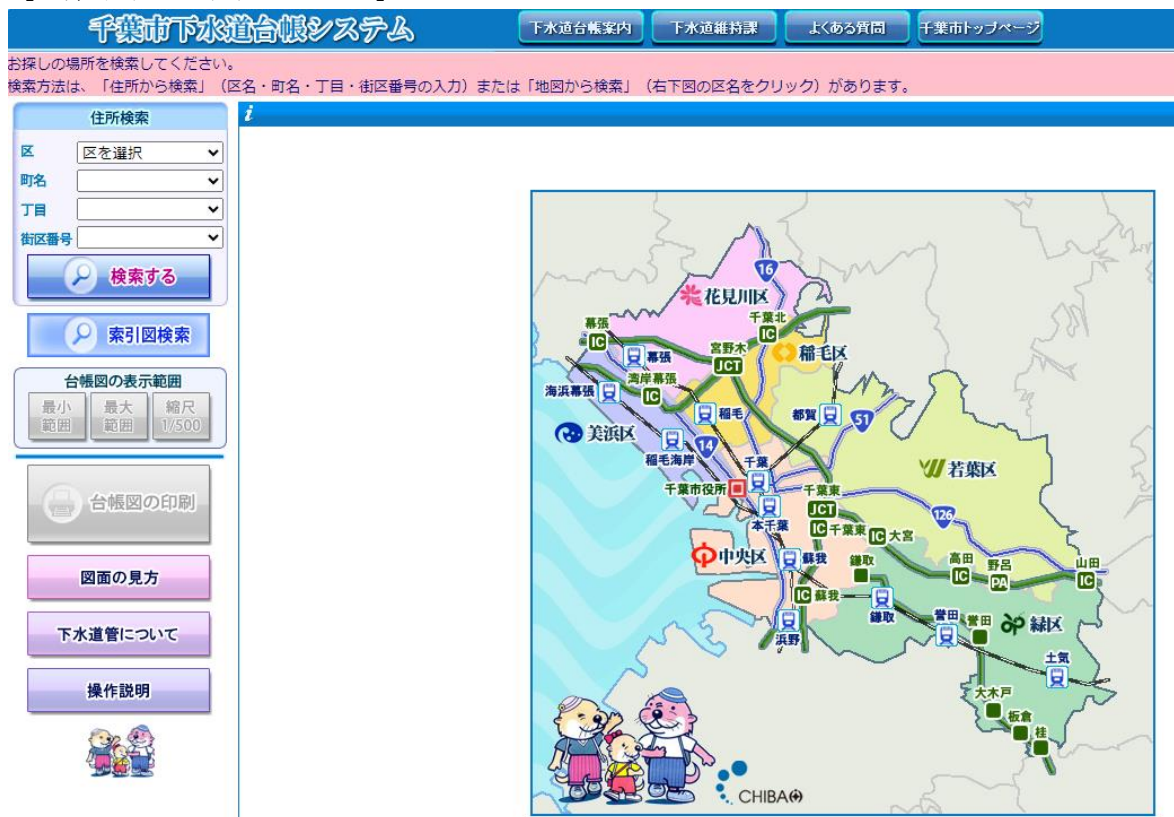 千葉市下水道台帳システム
下水道台帳案内
下水道維持課
よくある質問
千葉市トップページ
お探しの場所を検索してください。
検索方法は、「住所から検索」（区名・町名・丁目・街区番号の入力）または「地図から検索」（右下図の区名をクリック）があります。
住所検索
i
区 区を選択
町名
丁目
街区番号
検索する
索引図検索
台帳図の表示範囲
最小
範囲
最大
範囲
縮尺
1/500
台帳図の印刷
図面の見方
下水道管について
操作説明
16
花見川区
千葉北
IC
幕張
IC
宮野木
JCT
稲毛区
幕張
湾岸幕張
IC
海浜幕張
稲毛
都賀
51
美浜区
14
稲毛海岸
千葉
若葉区
千葉市役所
千葉東
JCT
126
本千葉
IC 千葉東
IC 大宮
中央区
蘇我
鎌取
高田
IC
野呂
PA
山田
IC
IC 蘇我
鎌取
誉田
誉田
緑区
浜野
土気
大木戸
板倉
桂
CHIBA